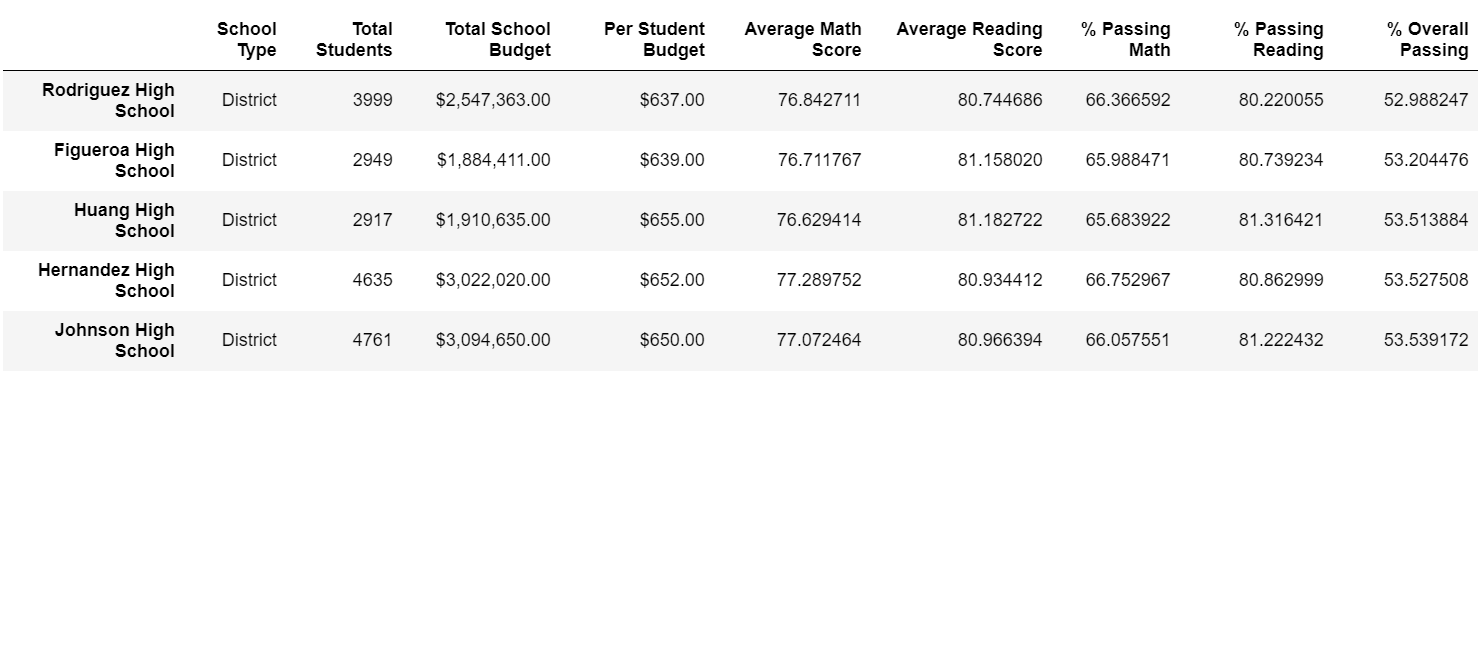 School Type Total Students Total School Budget Per Student Budget Average Math Score Average Reading Score % Passing Math % Passing Reading % Overall Passing
Rodriguez High School District 3999 $2,547,363.00 $637.00 76.842711 80.744686 66.366592 80.220055 52.988247
Figueroa High School District 2949 $1,884,411.00 $639.00 76.711767 81.158020 65.988471 80.739234 53.204476
Huang High School District 2917 $1,910,635.00 $655.00 76.629414 81.182722 65.683922 81.316421 53.513884
Hernandez High School District 4635 $3,022,020.00 $652.00 77.289752 80.934412 66.752967 80.862999 53.527508
Johnson High School District 4761 $3,094,650.00 $650.00 77.072464 80.966394 66.057551 81.222432 53.539172